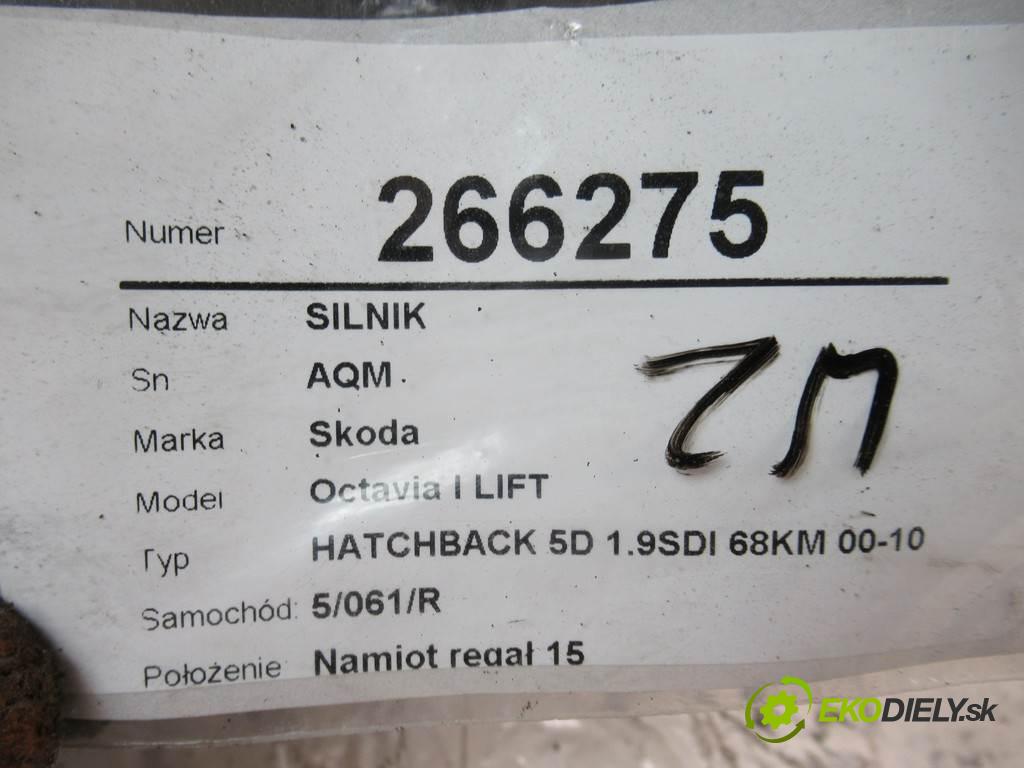 Numer 266275
Nazwa SILNIK
Sn AQM
Marka Skoda
Model Octavia I LIFT
Typ HATCHBACK 5D 1.9SDI 68KM 00-10
Samochód: 5/061/R
Położenie Namiot regał 15
ZM
EKODIELY.sk